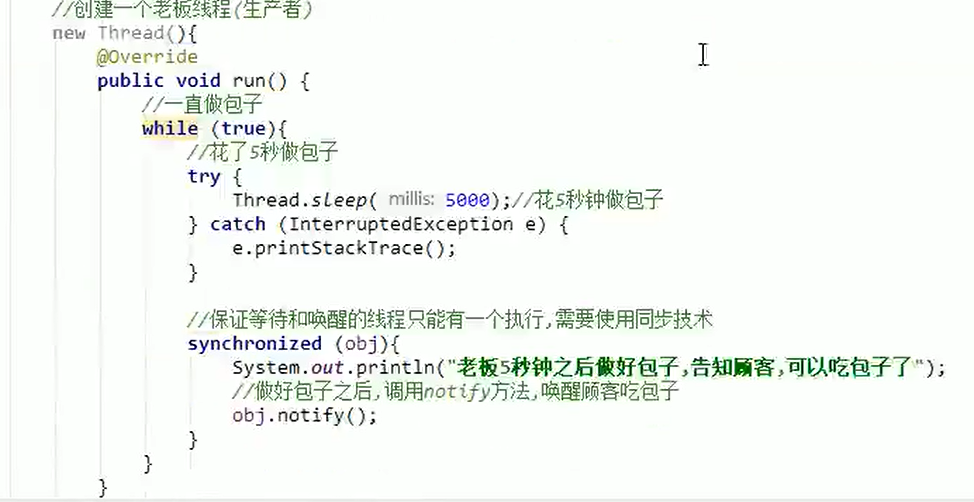 //创建一个老板线程(生产者)
new Thread(){
@Override
public void run() {
//一直做包子
while (true){
//花了5秒做包子
try {
Thread.sleep( millis: 5000);//花5秒钟做包子
} catch (InterruptedException e) {
e.printStackTrace();
}
//保证等待和唤醒的线程只能有一个执行,需要使用同步技术
synchronized (obj){
System.out.println("老板5秒钟之后做好包子,告知顾客,可以吃包子了");
//做好包子之后,调用notify方法,唤醒顾客吃包子
obj.notify();
}
}
}